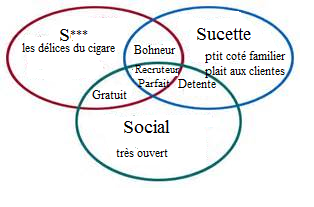 S***
les délices du cigare
Sucette
ptit coté familier
plait aux clientes
Bohneur
Recruteur
Parfait
Detente
Gratuit
Social
très ouvert